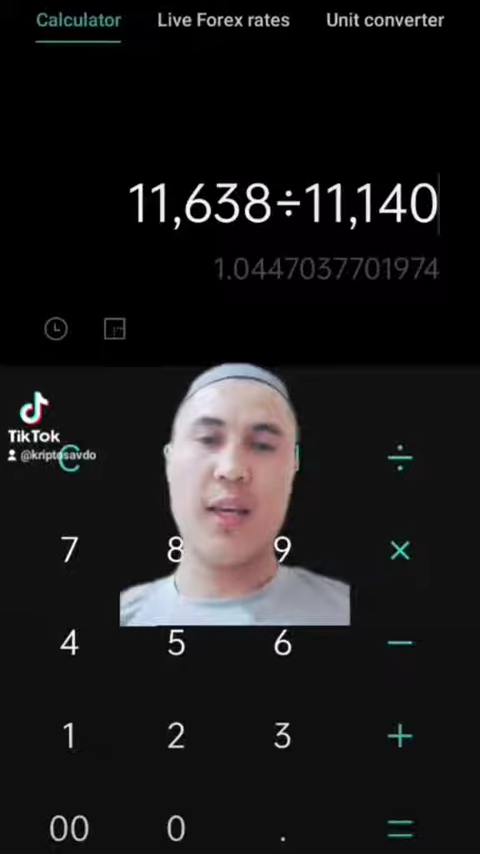 Calculator Live Forex rates Unit converter
11,638÷11,140
1.0447037701974
TikTok
@kriptosavdo
C ÷
7 8 9 ×
4 5 6 −
1 2 3 +
00 0 . =